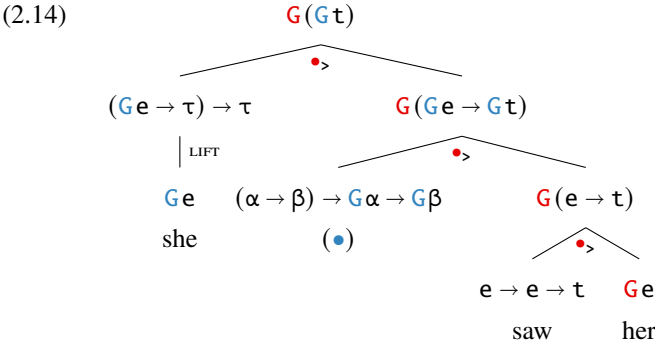 (2.14) G(Gt)
•>
(Ge → τ) → τ G(Ge → Gt)
LIFT •>
Ge (α → β) → Gα → Gβ G(e → t)
she (•) •>
e → e → t Ge
saw her